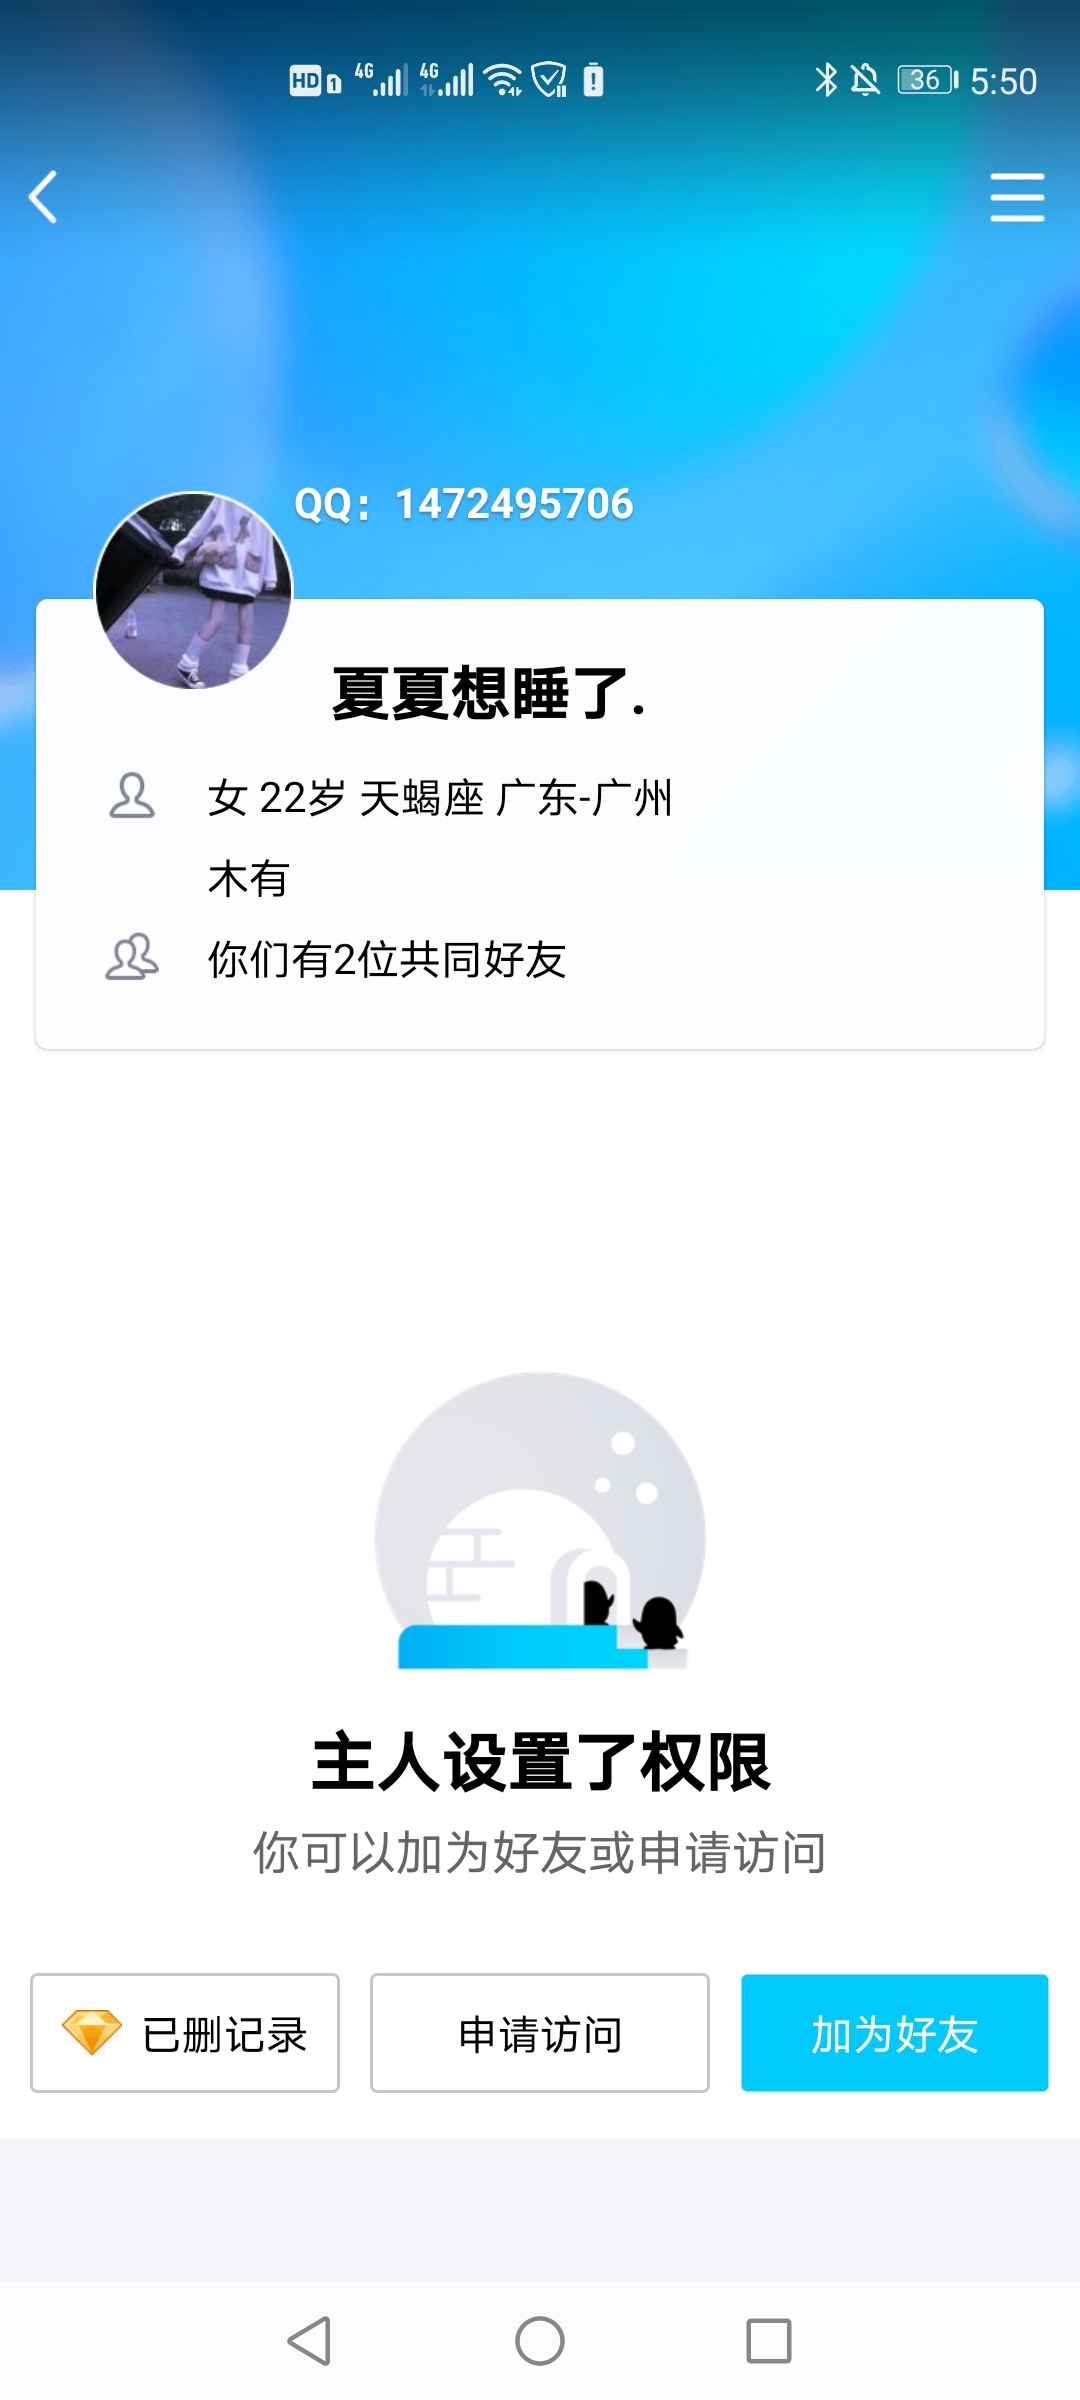 HD 1 4G 4G 36 5:50
QQ：1472495706
夏夏想睡了.
女 22岁 天蝎座 广东-广州
木有
你们有2位共同好友
主人设置了权限
你可以加为好友或申请访问
已删记录 申请访问 加为好友